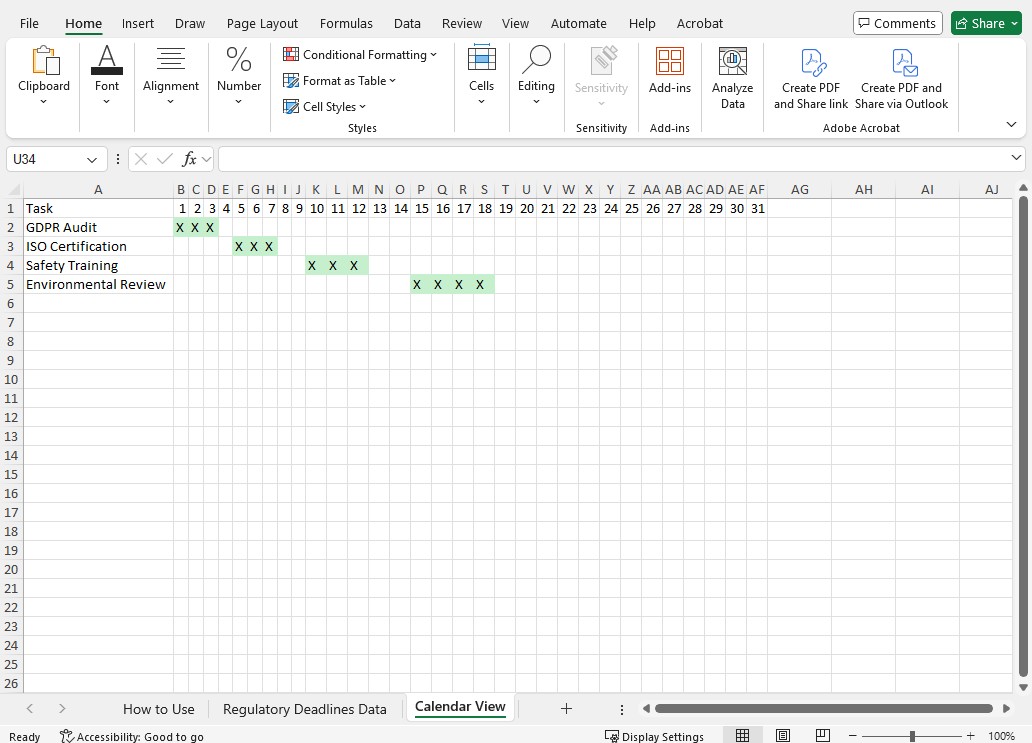 File Home Insert Draw Page Layout Formulas Data Review View Automate Help Acrobat Comments Share
Clipboard Font Alignment Number Conditional Formatting Format as Table Cell Styles Styles Cells Editing Sensitivity Sensitivity Add-ins Add-ins Analyze Data Create PDF and Share link Create PDF and Share via Outlook Adobe Acrobat
U34 fx
A B C D E F G H I J K L M N O P Q R S T U V W X Y Z AA AB AC AD AE AF AG AH AI AJ
1 Task 1 2 3 4 5 6 7 8 9 10 11 12 13 14 15 16 17 18 19 20 21 22 23 24 25 26 27 28 29 30 31
2 GDPR Audit X X X
3 ISO Certification X X X
4 Safety Training X X X
5 Environmental Review X X X X
6
7
8
9
10
11
12
13
14
15
16
17
18
19
20
21
22
23
24
25
26
How to Use Regulatory Deadlines Data Calendar View
Ready Accessibility: Good to go Display Settings 100%